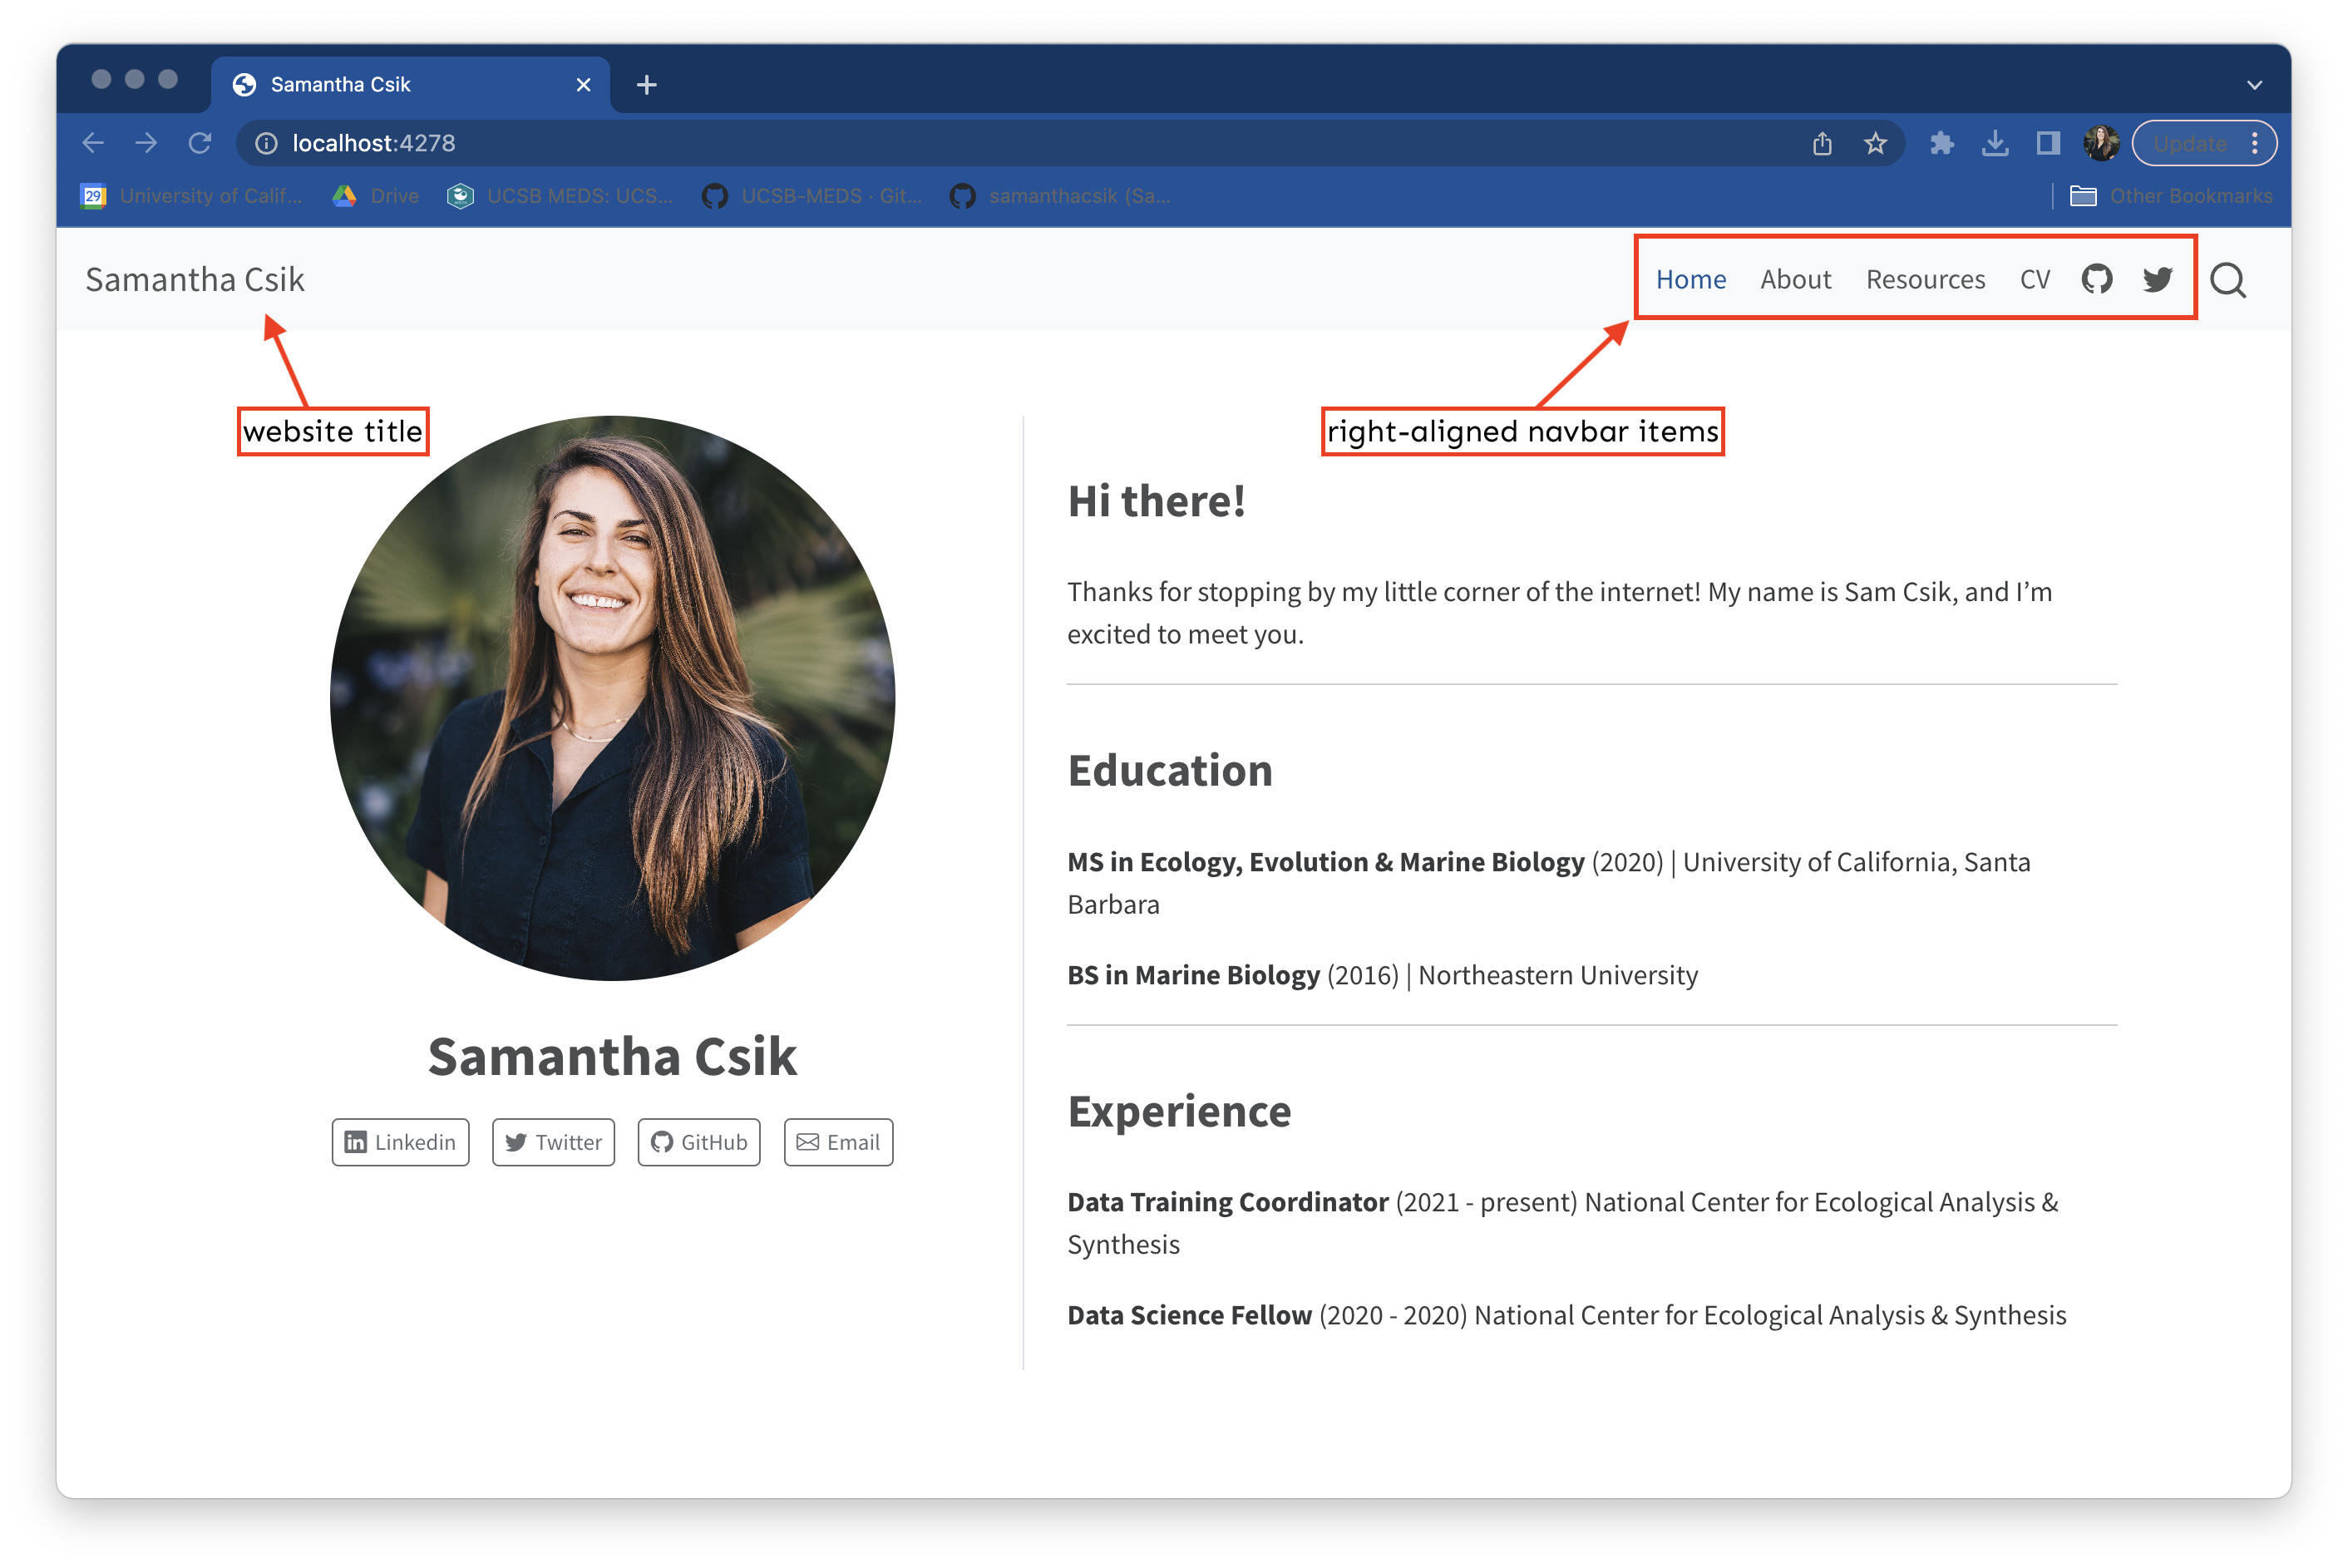 Samantha Csik
localhost:4278
Update
29 University of Calif... Drive UCSB MEDS: UCS... UCSB-MEDS · Git... samanthacsik (Sa... Other Bookmarks
Samantha Csik Home About Resources CV
website title
right-aligned navbar items
Samantha Csik
in Linkedin Twitter GitHub Email
Hi there!
Thanks for stopping by my little corner of the internet! My name is Sam Csik, and I’m
excited to meet you.
Education
MS in Ecology, Evolution & Marine Biology (2020) | University of California, Santa
Barbara
BS in Marine Biology (2016) | Northeastern University
Experience
Data Training Coordinator (2021 - present) National Center for Ecological Analysis &
Synthesis
Data Science Fellow (2020 - 2020) National Center for Ecological Analysis & Synthesis